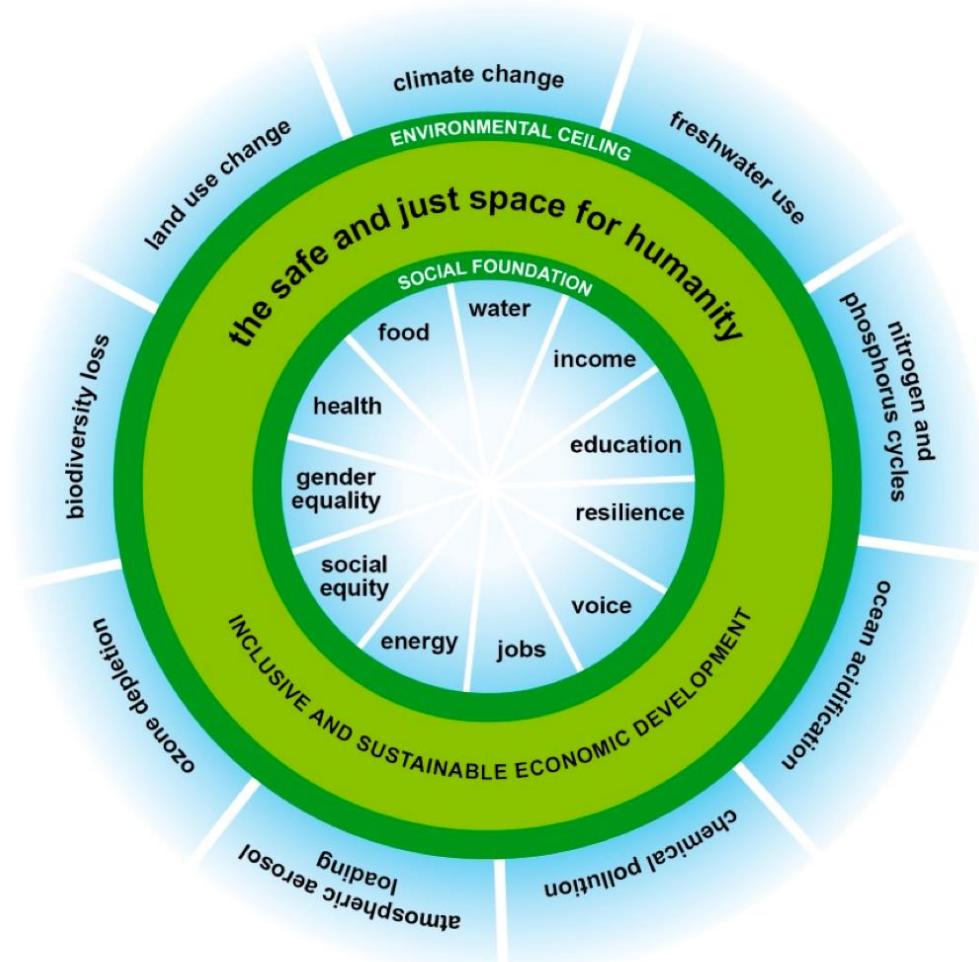 climate change
freshwater use
nitrogen and
phosphorus cycles
ocean acidification
chemical pollution
atmospheric aerosol
loading
ozone depletion
biodiversity loss
land use change
ENVIRONMENTAL CEILING
the safe and just space for humanity
SOCIAL FOUNDATION
water
income
education
resilience
voice
jobs
energy
social
equity
gender
equality
health
food
INCLUSIVE AND SUSTAINABLE ECONOMIC DEVELOPMENT